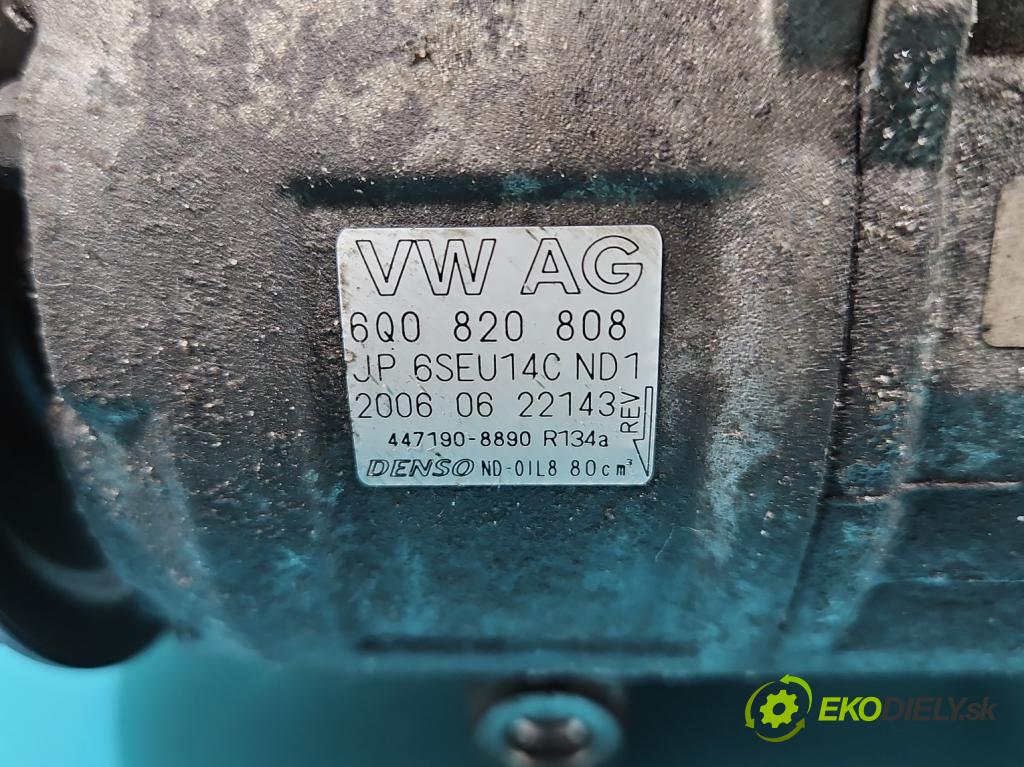 VW AG
6Q0 820 808
JP 6SEU14C ND1
2006 06 22143
REV
447190-8890 R134a
DENSO ND-OIL8 80cm³
EKODIELY.sk